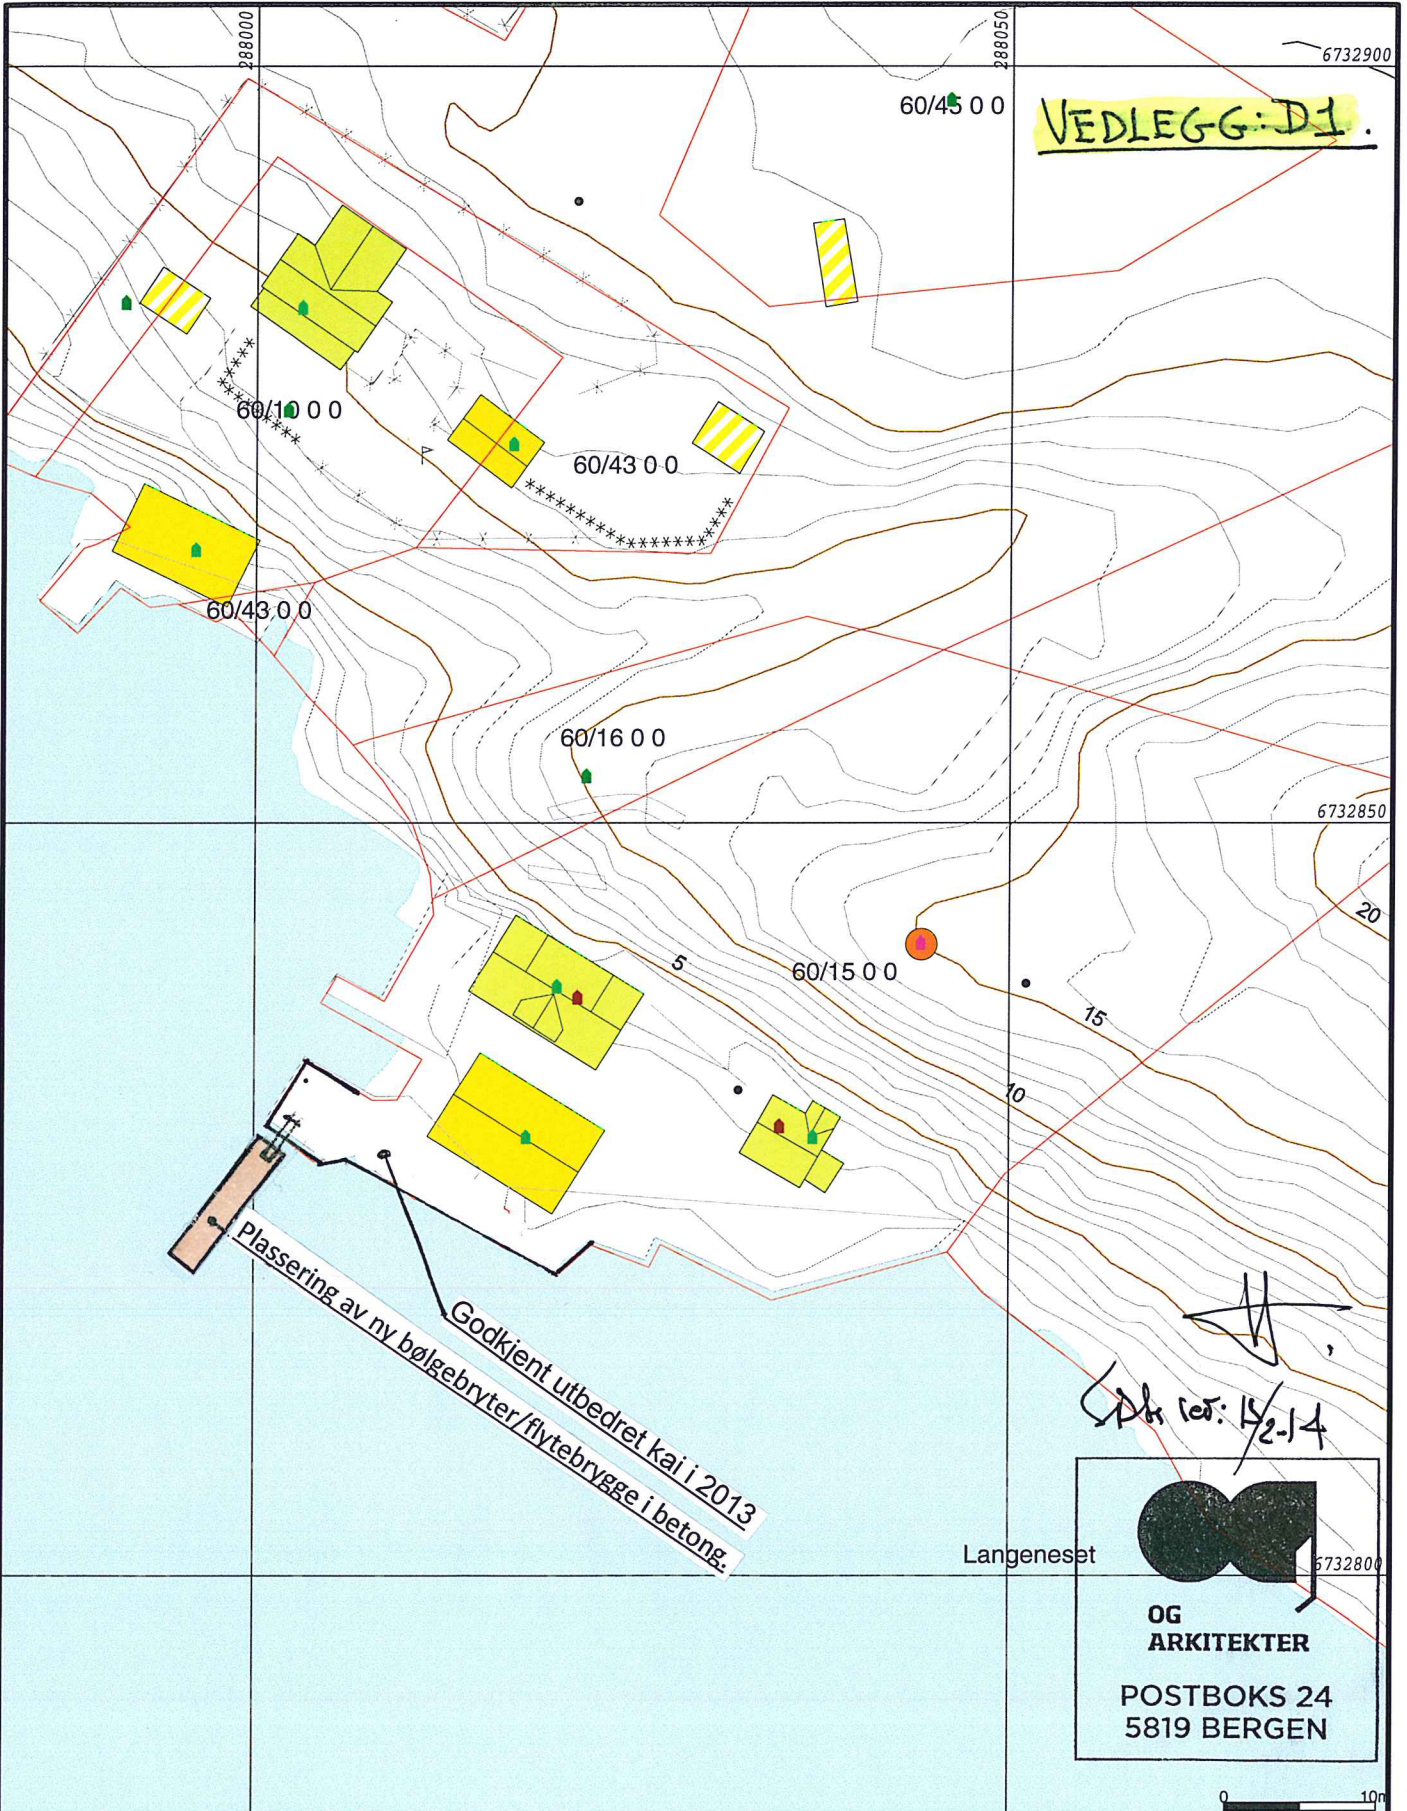 288000
288050
6732900
60/45 0 0
VEDLEGG: D1.
60/10 0 0
60/43 0 0
60/43 0 0
60/16 0 0
6732850
20
5
60/15 0 0
15
10
Plassering av ny bølgebryter/flytebrygge i betong.
Godkjent utbedret kai i 2013
Langeneset
6732800
OG
ARKITEKTER
POSTBOKS 24
5819 BERGEN
0 10m